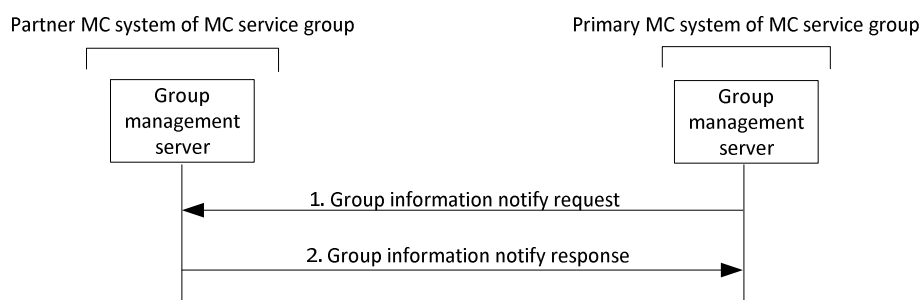 Partner MC system of MC service group
Primary MC system of MC service group
Group
management
server
Group
management
server
1. Group information notify request
2. Group information notify response